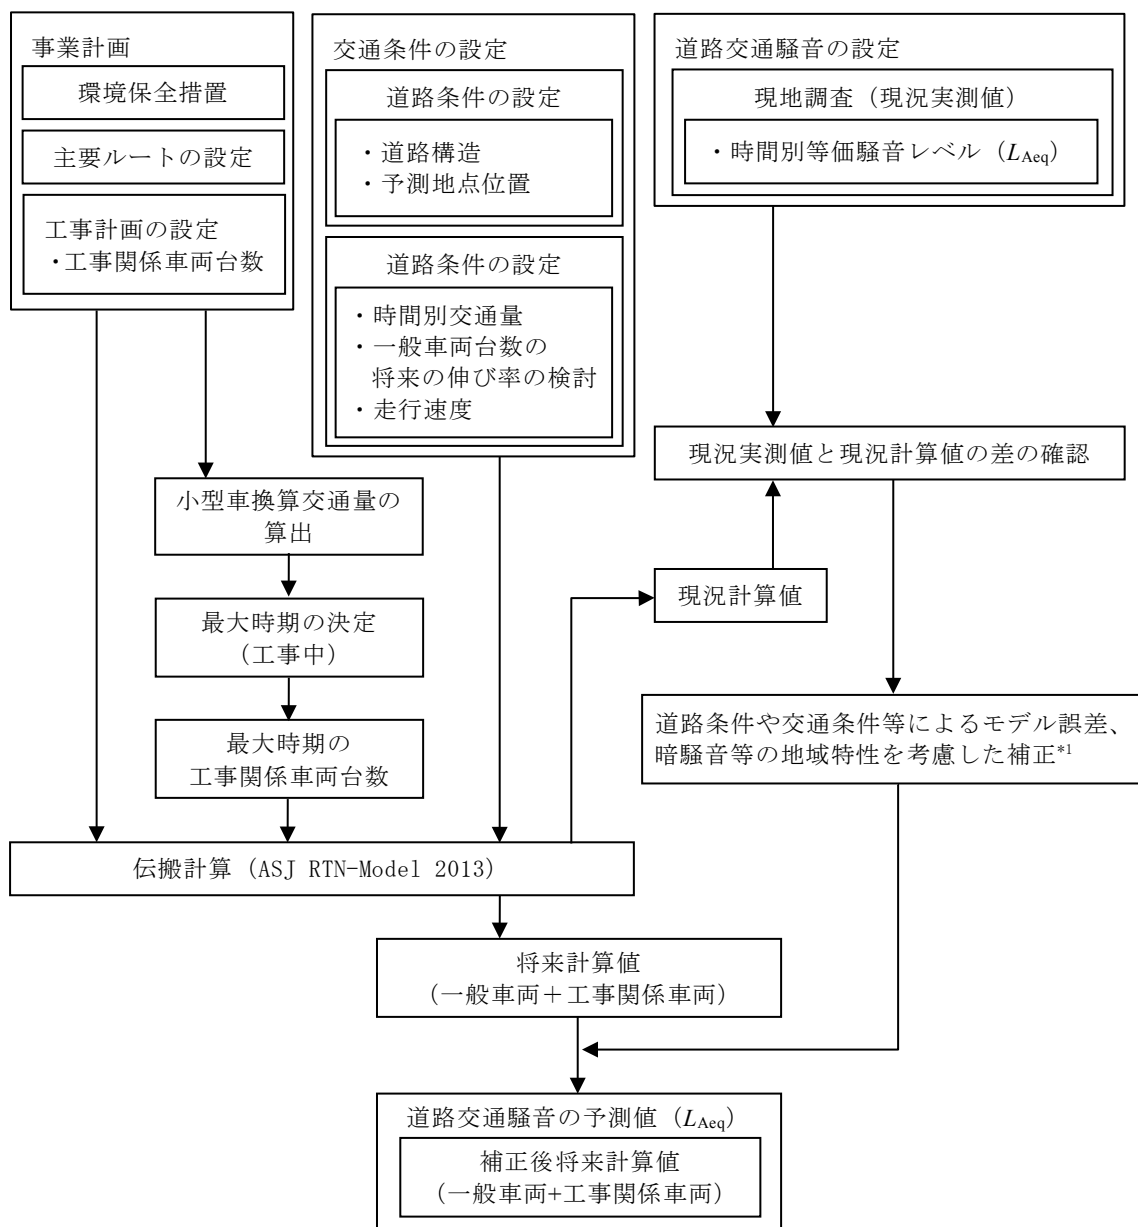 事業計画
環境保全措置
主要ルートの設定
工事計画の設定
・工事関係車両台数
交通条件の設定
道路条件の設定
・道路構造
・予測地点位置
道路条件の設定
・時間別交通量
・一般車両台数の
将来の伸び率の検討
・走行速度
道路交通騒音の設定
現地調査（現況実測値）
・時間別等価騒音レベル（LAeq）
現況実測値と現況計算値の差の確認
小型車換算交通量の
算出
現況計算値
最大時期の決定
（工事中）
道路条件や交通条件等によるモデル誤差、
暗騒音等の地域特性を考慮した補正*1
最大時期の
工事関係車両台数
伝搬計算（ASJ RTN-Model 2013）
将来計算値
（一般車両＋工事関係車両）
道路交通騒音の予測値（LAeq）
補正後将来計算値
（一般車両+工事関係車両）